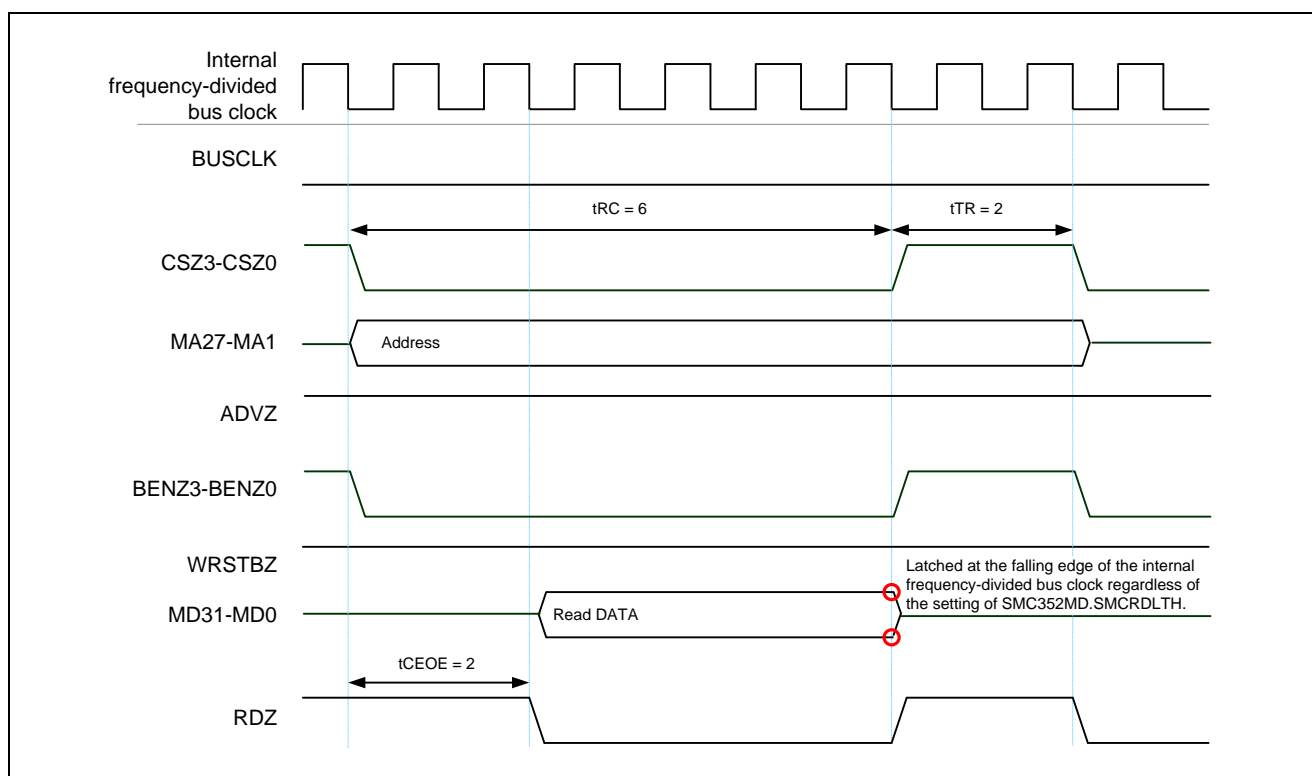 Internal
frequency-divided
bus clock
BUSCLK
tRC = 6
tTR = 2
CSZ3-CSZ0
MA27-MA1
Address
ADVZ
BENZ3-BENZ0
WRSTBZ
Latched at the falling edge of the internal
frequency-divided bus clock regardless of
the setting of SMC352MD.SMCRDLTH.
MD31-MD0
Read DATA
tCEOE = 2
RDZ